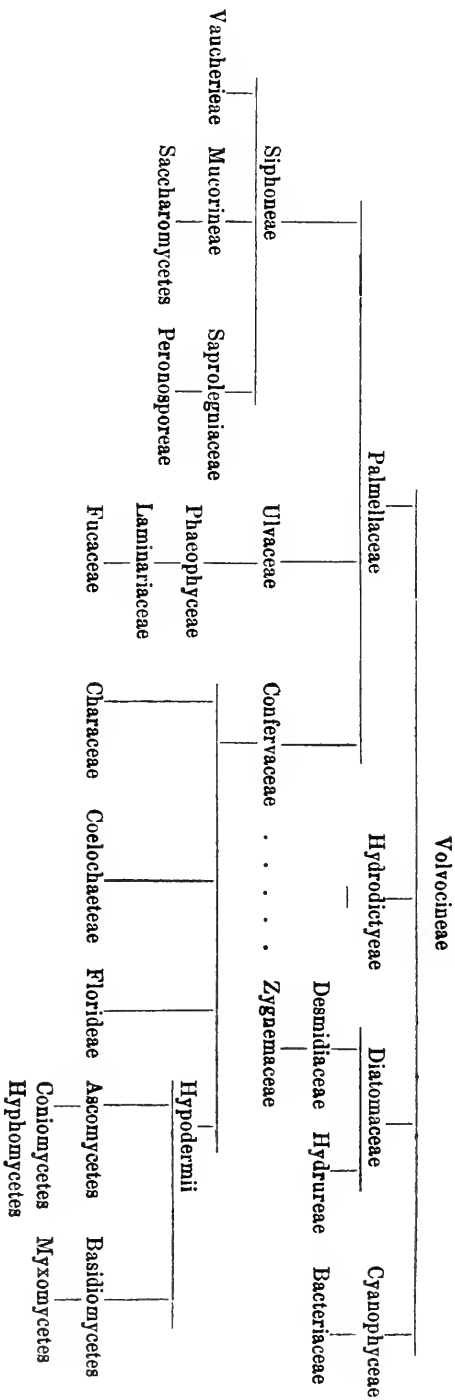 Volvocineae
Palmellaceae
Hydrodictyeae
Diatomaceae
Cyanophyceae
Desmidiaceae
Hydrureae
Bacteriaceae
Siphoneae
Ulvaceae
Confervaceae . . . . . Zygnemaceae
Vaucherieae
Mucorineae
Saprolegniaceae
Phaeophyceae
Hypodermii
Saccharomycetes
Peronosporeae
Laminariaceae
Fucaceae
Characeae
Coelochaeteae
Florideae
Ascomycetes
Basidiomycetes
Coniomycetes
Myxomycetes
Hyphomycetes